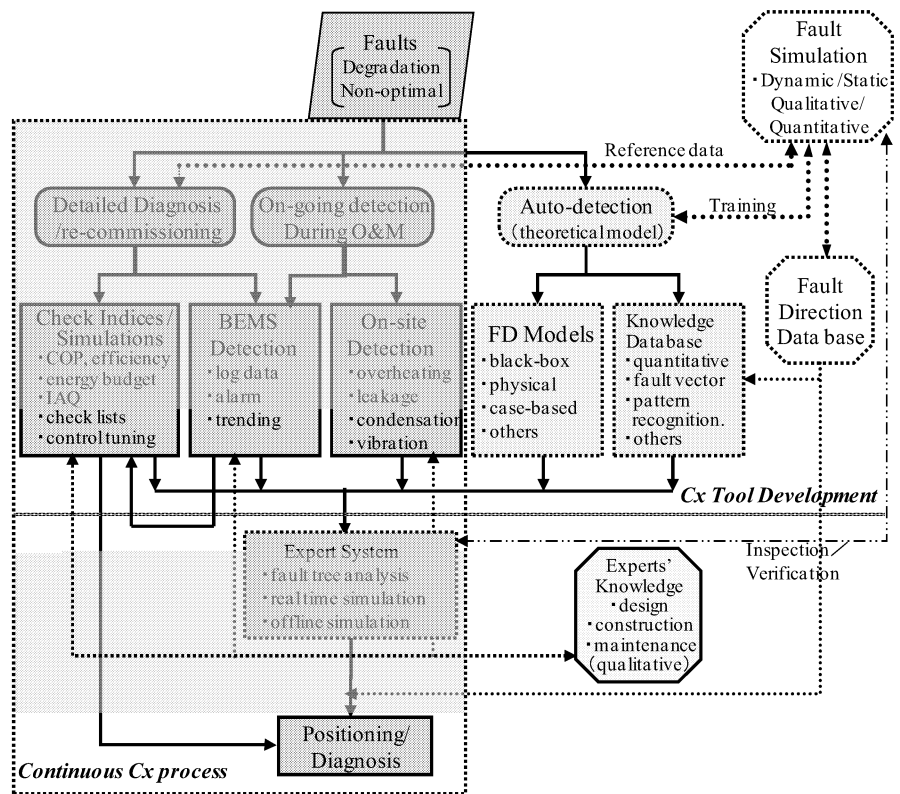 Faults
Degradation
Non-optimal
Fault
Simulation
・Dynamic/Static
Qualitative/
Quantitative
Reference data
Detailed Diagnosis
/re-commissioning
On-going detection
During O&M
Auto-detection
(theoretical model)
Training
Fault
Direction
Data base
Check Indices/
Simulations
・COP, efficiency
・energy budget
・IAQ
・check lists
・control tuning
BEMS
Detection
・log data
・alarm
・trending
On-site
Detection
・overheating
・leakage
・condensation
・vibration
FD Models
・black-box
・physical
・case-based
・others
Knowledge
Database
・quantitative
・fault vector
・pattern
recognition.
・others
Cx Tool Development
Expert System
・fault tree analysis
・real time simulation
・offline simulation
Inspection
Verification
Experts'
Knowledge
・design
・construction
・maintenance
(qualitative)
Positioning/
Diagnosis
Continuous Cx process